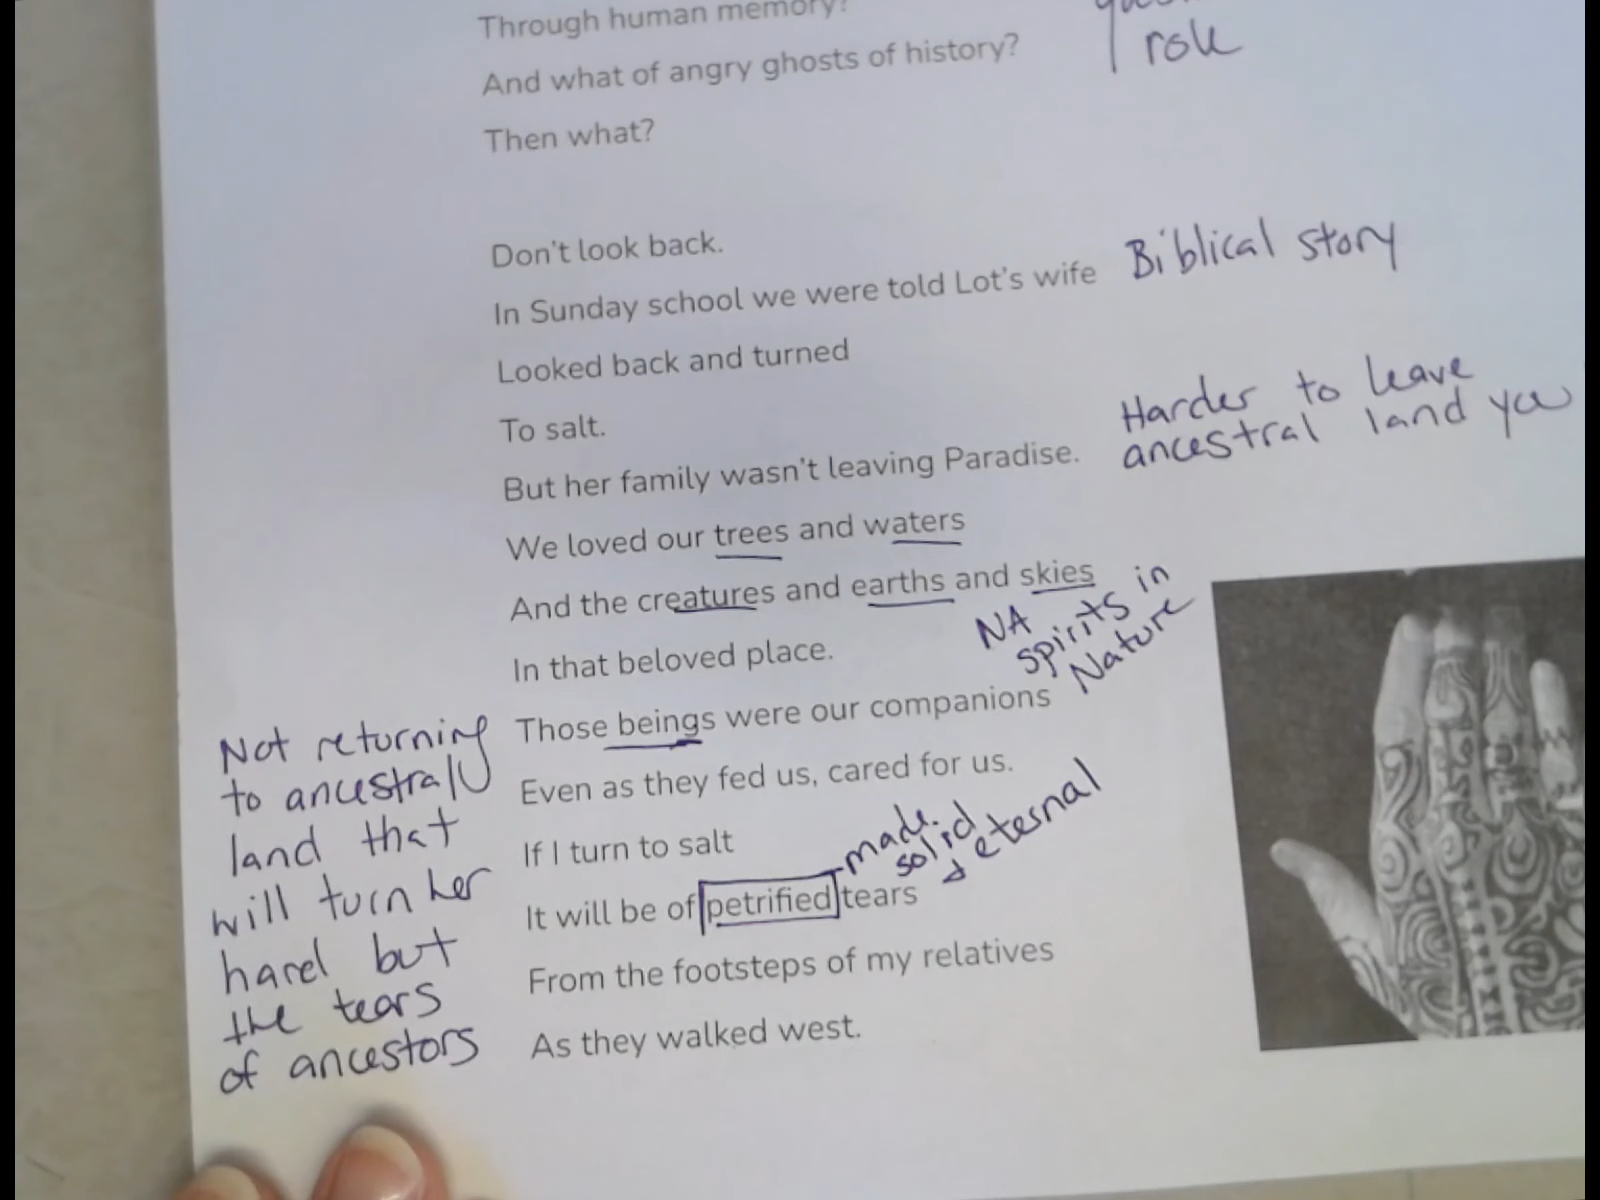 Through human memory?
And what of angry ghosts of history?
role
Then what?
Don't look back.
In Sunday school we were told Lot's wife
Biblical story
Looked back and turned
To salt.
But her family wasn't leaving Paradise.
Harder to leave
ancestral land you
We loved our trees and waters
And the creatures and earths and skies
NA
spirits in
Nature
In that beloved place.
Those beings were our companions
Even as they fed us, cared for us.
If I turn to salt
It will be of petrified tears
made
solid
& eternal
From the footsteps of my relatives
As they walked west.
Not returning
to ancestral
land that
will turn her
hard but
the tears
of ancestors